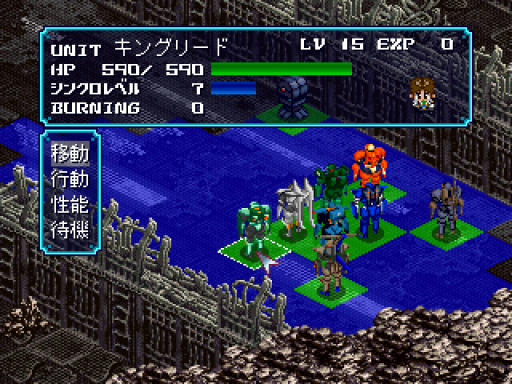 UNIT キングリード LV 15 EXP 0
HP 590/ 590
シンクロレベル 7
BURNING 0
移動
行動
性能
待機